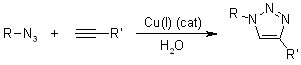 R–N3 + ≡–R' Cu(I) (cat) R N N N R'
H2O